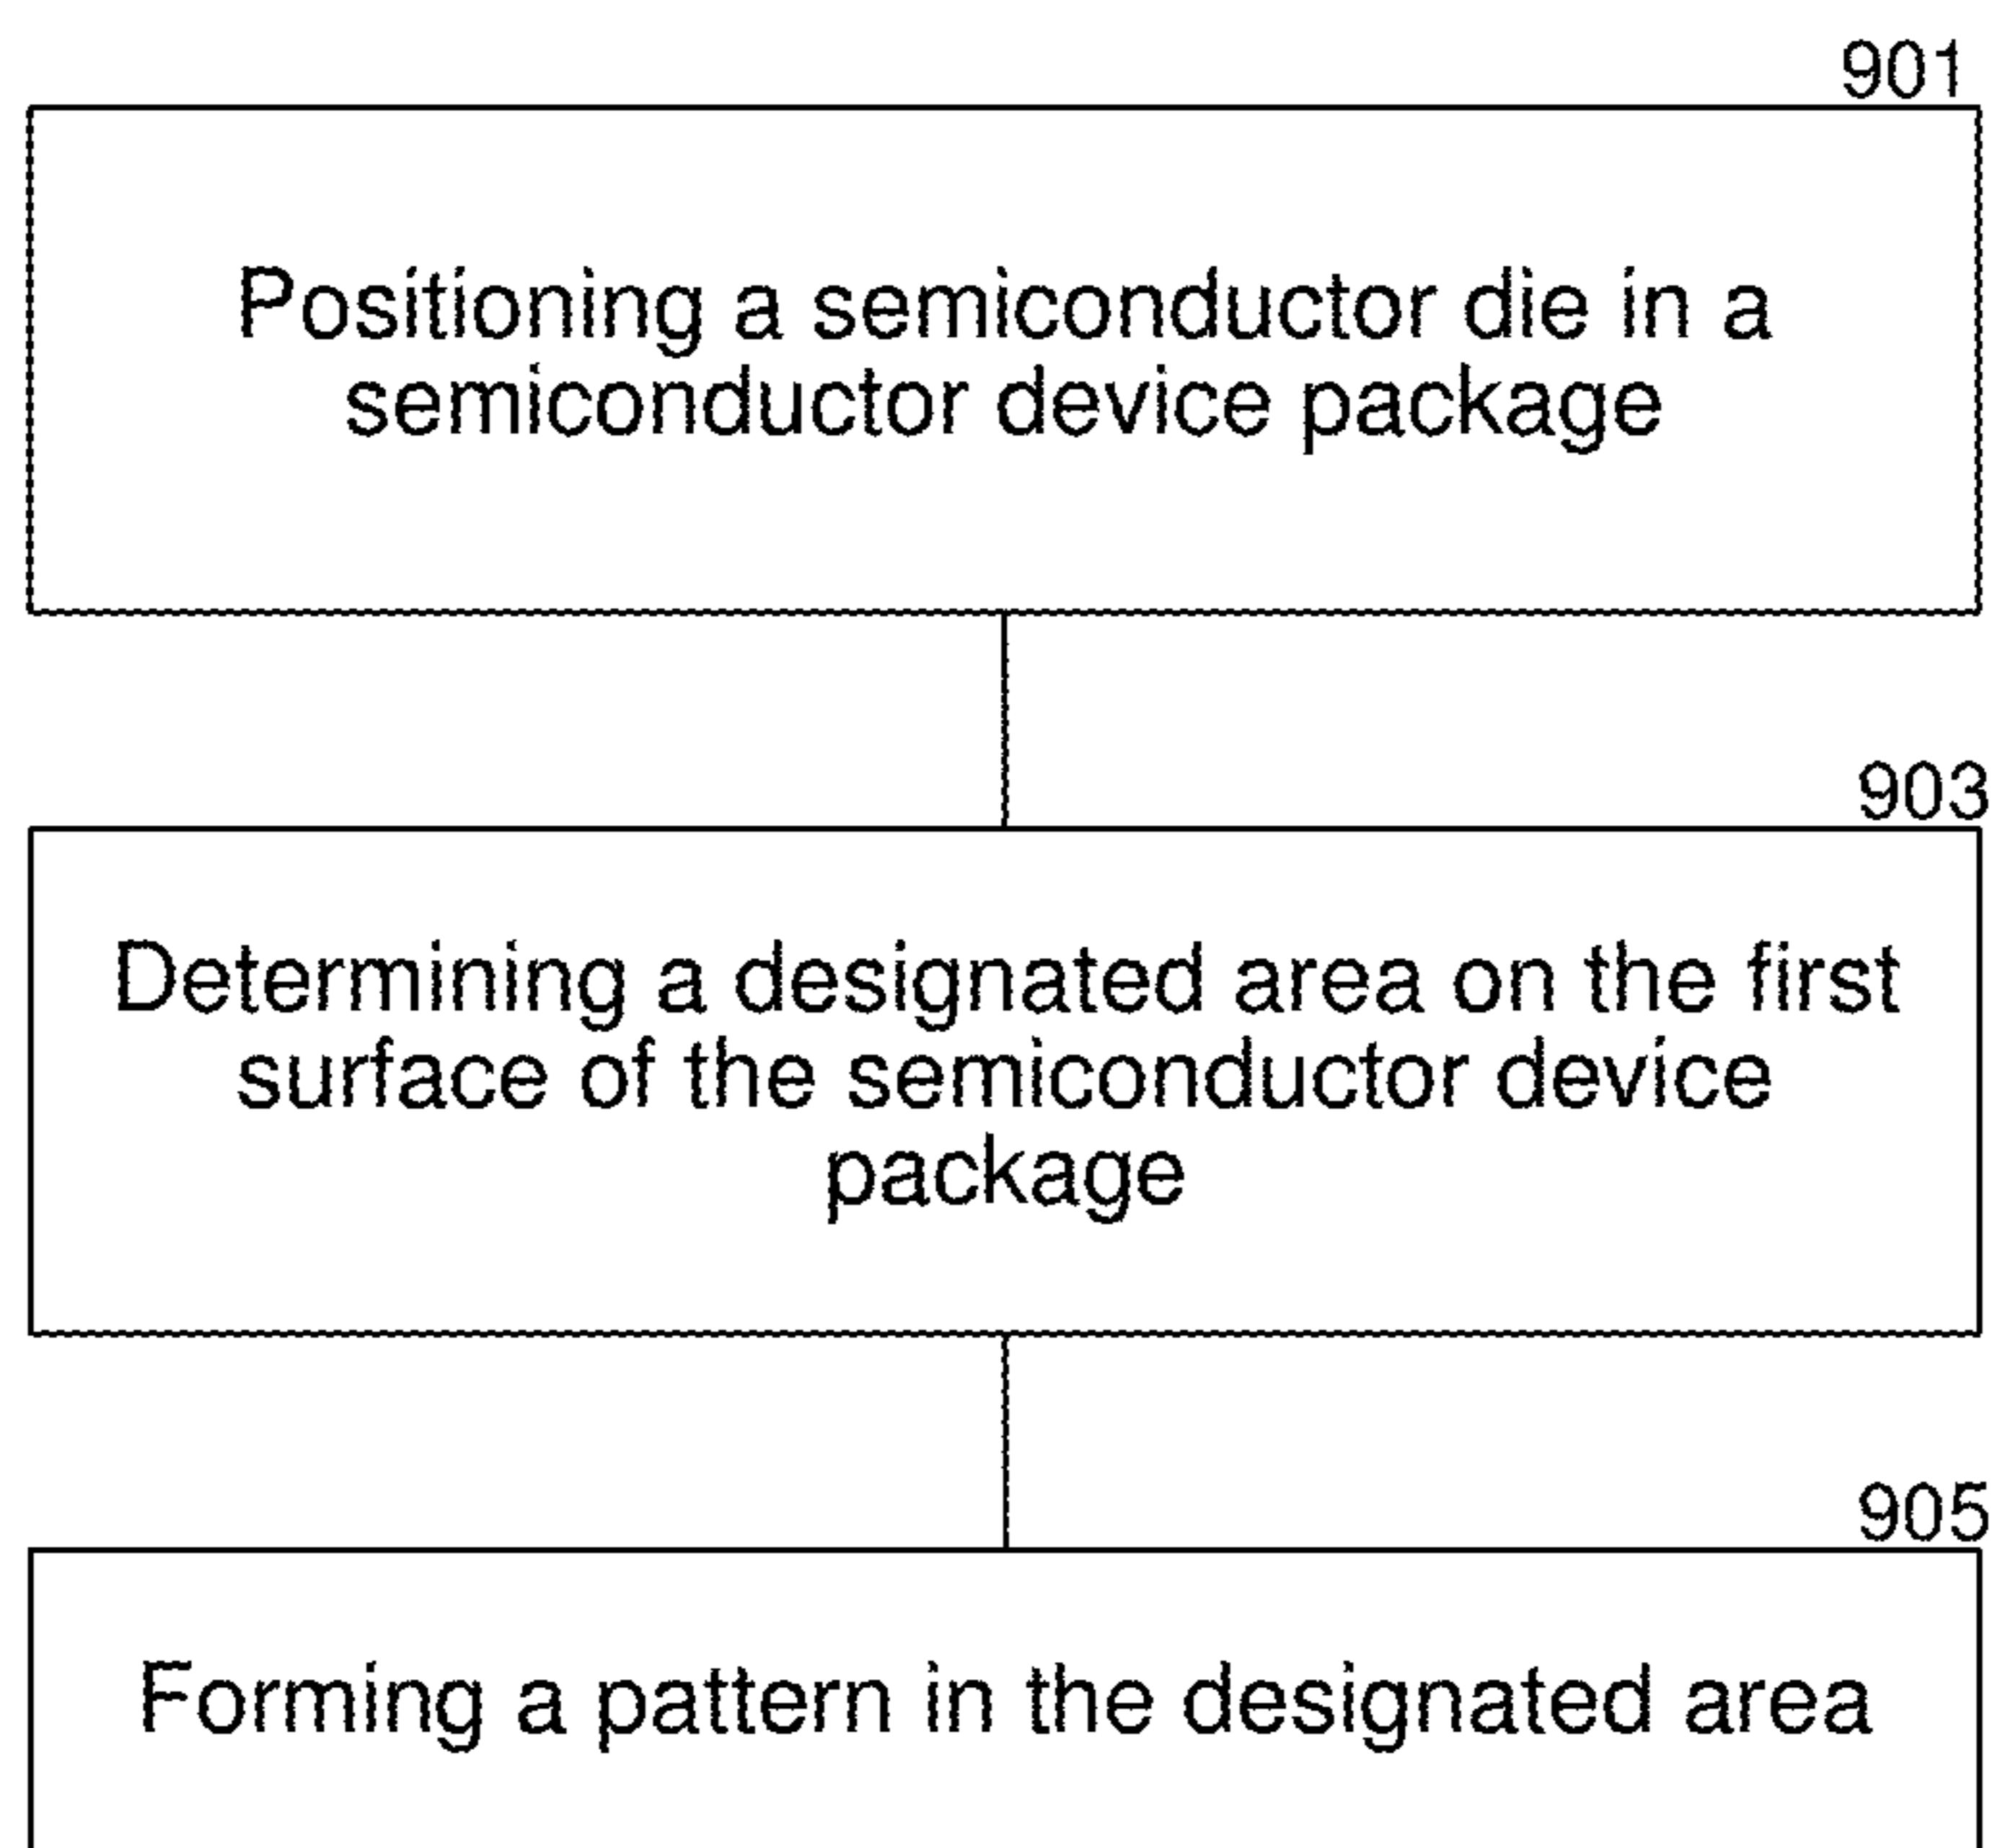 901
Positioning a semiconductor die in a
semiconductor device package
903
Determining a designated area on the first
surface of the semiconductor device
package
905
Forming a pattern in the designated area